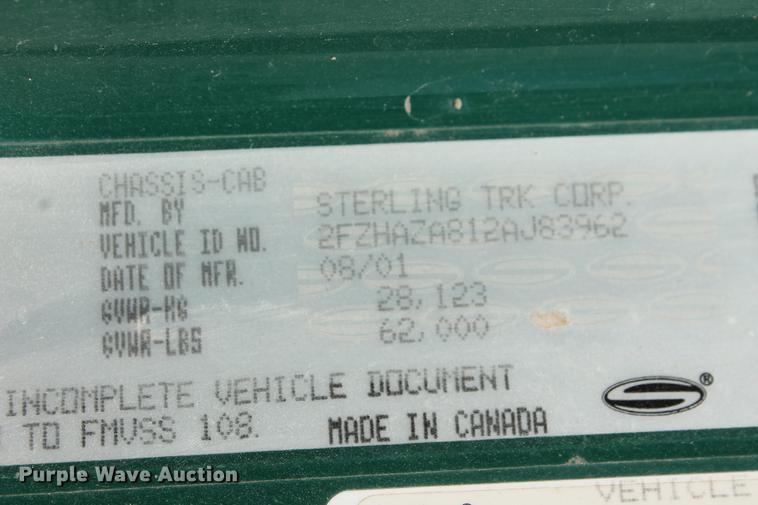 CHASSIS-CAB
MFD. BY STERLING TRK CORP.
VEHICLE ID NO. 2FZHAZA812AJ83962
DATE OF MFR. 08/01
GVWR-KG 28,123
GVWR-LBS 62,000
INCOMPLETE VEHICLE DOCUMENT
TO FMVSS 108. MADE IN CANADA
®
Purple Wave Auction
VEHICLE